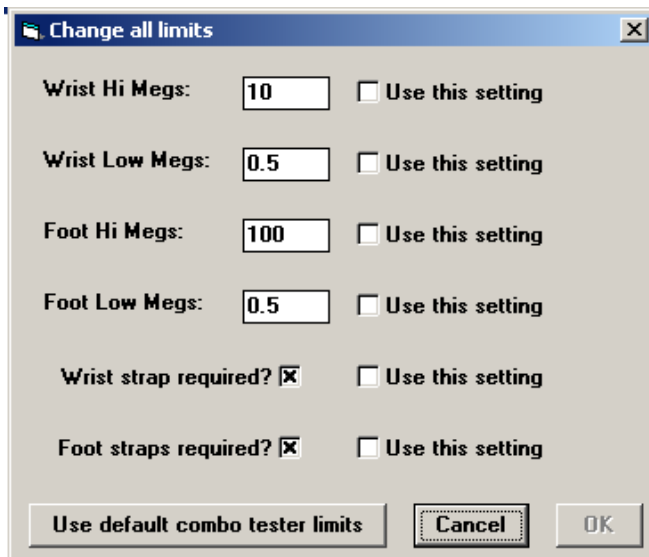 Change all limits
Wrist Hi Megs: 10 Use this setting
Wrist Low Megs: 0.5 Use this setting
Foot Hi Megs: 100 Use this setting
Foot Low Megs: 0.5 Use this setting
Wrist strap required? Use this setting
Foot straps required? Use this setting
Use default combo tester limits Cancel OK